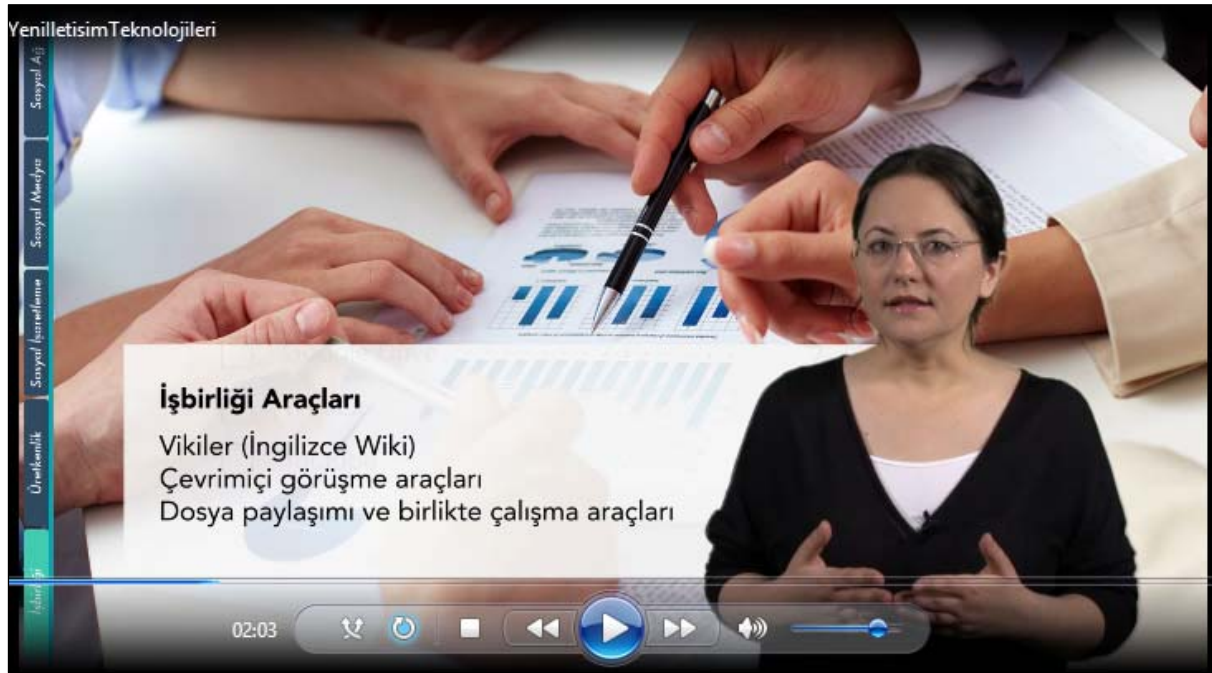 YenilletisimTeknolojileri
Sosyal Ağ
Sosyal Medya
Sosyal İşaretleme
Üretkenlik
İşbirliği
İşbirliği Araçları
Vikiler (İngilizce Wiki)
Çevrimiçi görüşme araçları
Dosya paylaşımı ve birlikte çalışma araçları
02:03